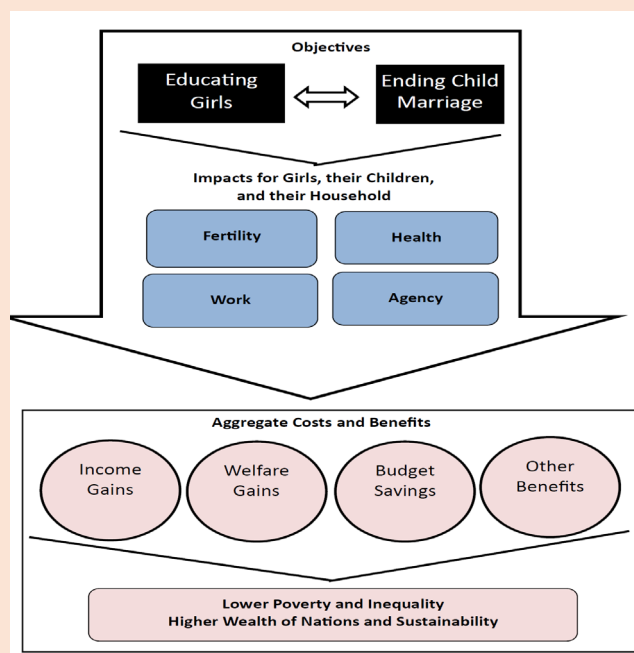 Objectives
Educating
Girls
Ending Child
Marriage
Impacts for Girls, their Children,
and their Household
Fertility
Health
Work
Agency
Aggregate Costs and Benefits
Income
Gains
Welfare
Gains
Budget
Savings
Other
Benefits
Lower Poverty and Inequality
Higher Wealth of Nations and Sustainability